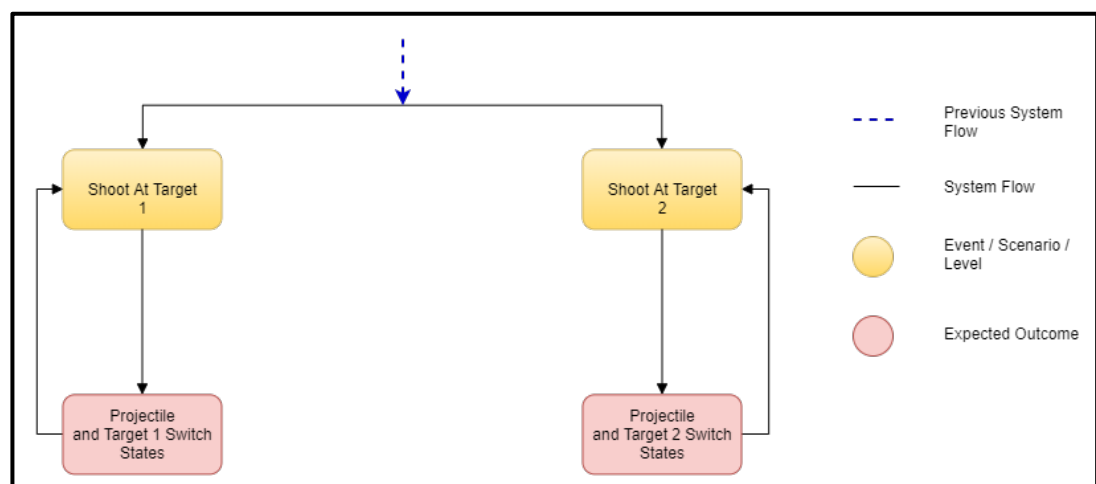 Shoot At Target
1
Projectile
and Target 1 Switch
States
Shoot At Target
2
Projectile
and Target 2 Switch
States
Previous System
Flow
System Flow
Event / Scenario /
Level
Expected Outcome